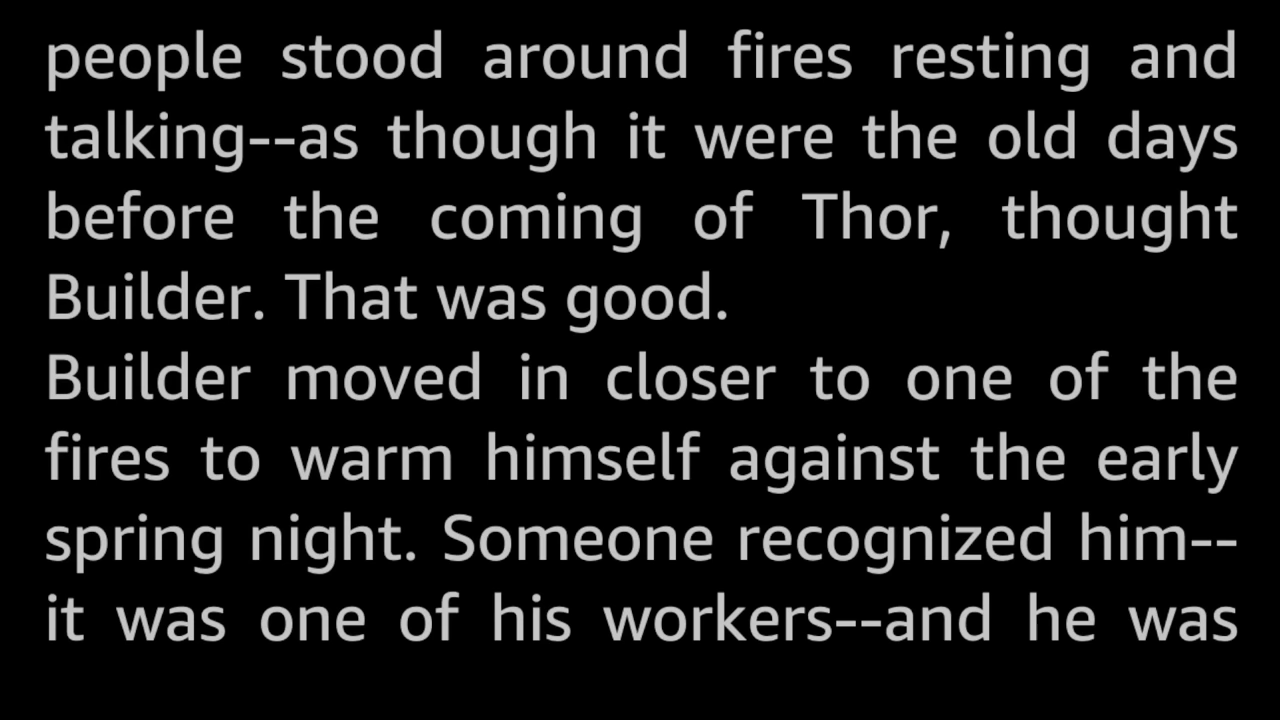 people stood around fires resting and
talking--as though it were the old days
before the coming of Thor, thought
Builder. That was good.
Builder moved in closer to one of the
fires to warm himself against the early
spring night. Someone recognized him--
it was one of his workers--and he was